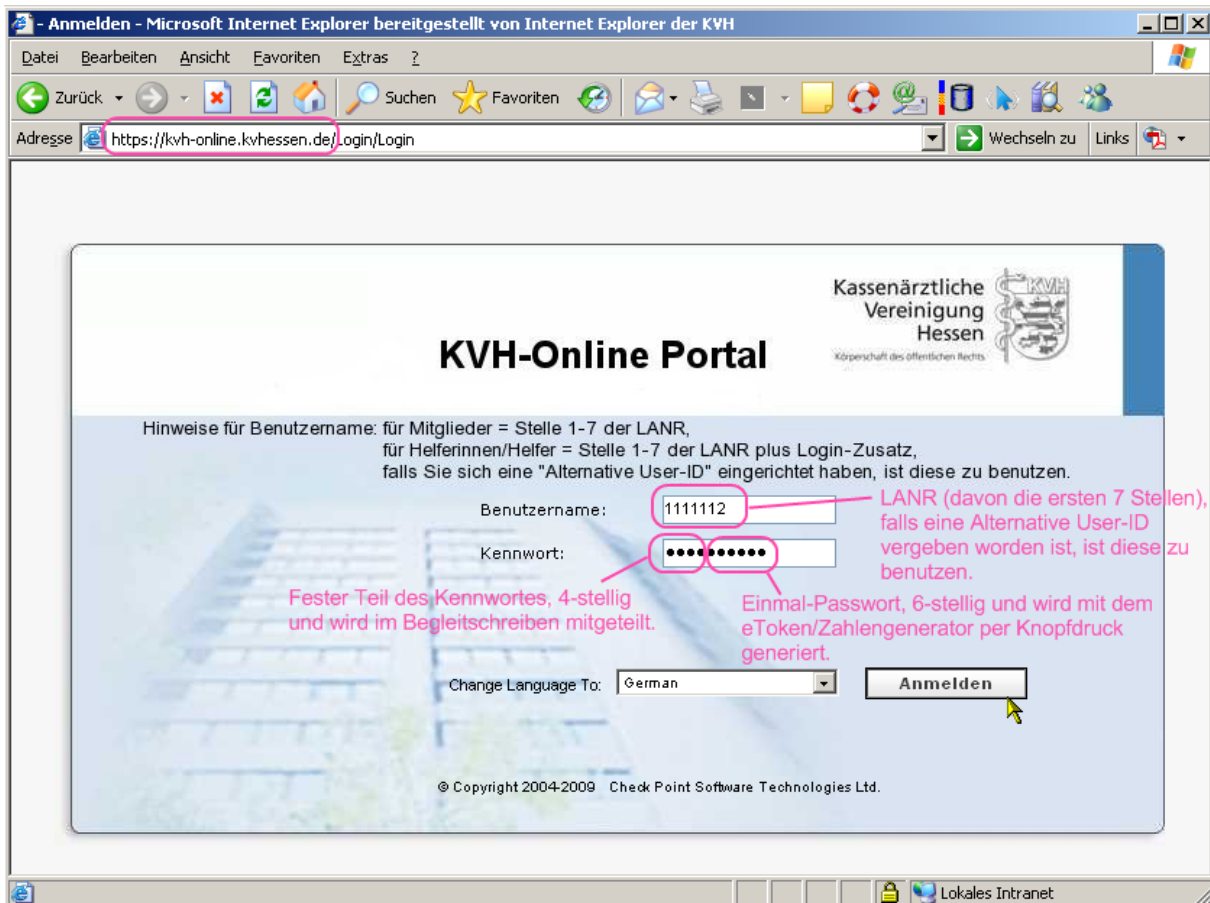 - Anmelden - Microsoft Internet Explorer bereitgestellt von Internet Explorer der KVH
Datei Bearbeiten Ansicht Favoriten Extras ?
Zurück Suchen Favoriten
Adresse https://kvh-online.kvhessen.de/Login/Login Wechseln zu Links
Kassenärztliche
Vereinigung
Hessen
Körperschaft des öffentlichen Rechts
KVH
KVH-Online Portal
Hinweise für Benutzername: für Mitglieder = Stelle 1-7 der LANR,
für Helferinnen/Helfer = Stelle 1-7 der LANR plus Login-Zusatz,
falls Sie sich eine "Alternative User-ID" eingerichtet haben, ist diese zu benutzen.
Benutzername: 1111112
LANR (davon die ersten 7 Stellen),
falls eine Alternative User-ID
vergeben worden ist, ist diese zu
benutzen.
Kennwort: ●●●●●●●●●●
Fester Teil des Kennwortes, 4-stellig
und wird im Begleitschreiben mitgeteilt.
Einmal-Passwort, 6-stellig und wird mit dem
eToken/Zahlengenerator per Knopfdruck
generiert.
Change Language To: German Anmelden
© Copyright 2004-2009 Check Point Software Technologies Ltd.
Lokales Intranet